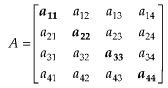 a₁₁ a₁₂ a₁₃ a₁₄
A = a₂₁ a₂₂ a₂₃ a₂₄
a₃₁ a₃₂ a₃₃ a₃₄
a₄₁ a₄₂ a₄₃ a₄₄